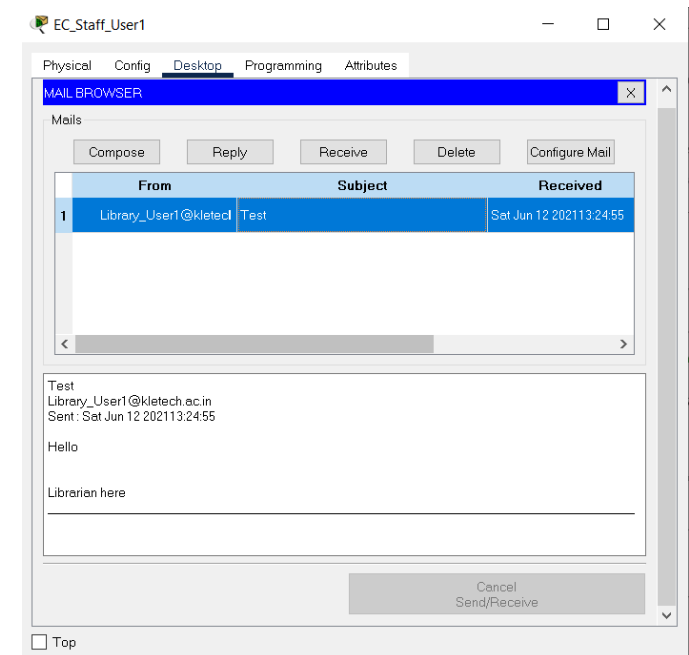 EC_Staff_User1
Physical Config Desktop Programming Attributes
MAIL BROWSER X
Mails
Compose Reply Receive Delete Configure Mail
From Subject Received
1 Library_User1@kletecl Test Sat Jun 12 202113:24:55
Test
Library_User1@kletech.ac.in
Sent : Sat Jun 12 202113:24:55
Hello
Librarian here
Cancel
Send/Receive
Top